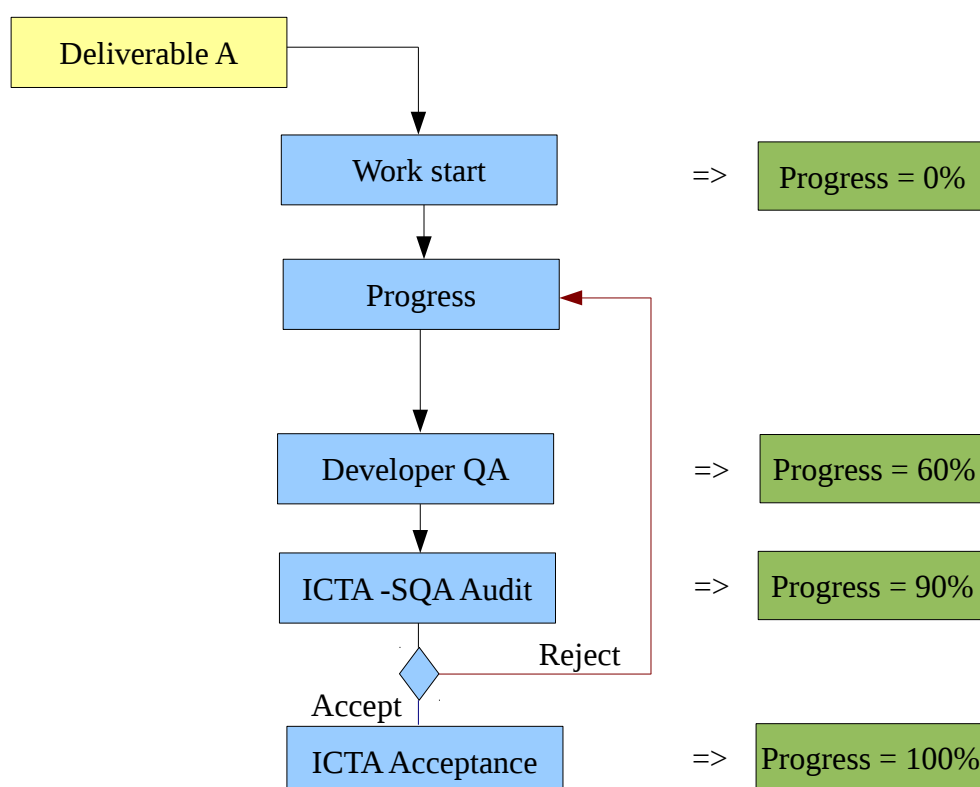 Deliverable A
Work start
=>
Progress = 0%
Progress
Developer QA
=>
Progress = 60%
ICTA -SQA Audit
=>
Progress = 90%
Reject
Accept
ICTA Acceptance
=>
Progress = 100%